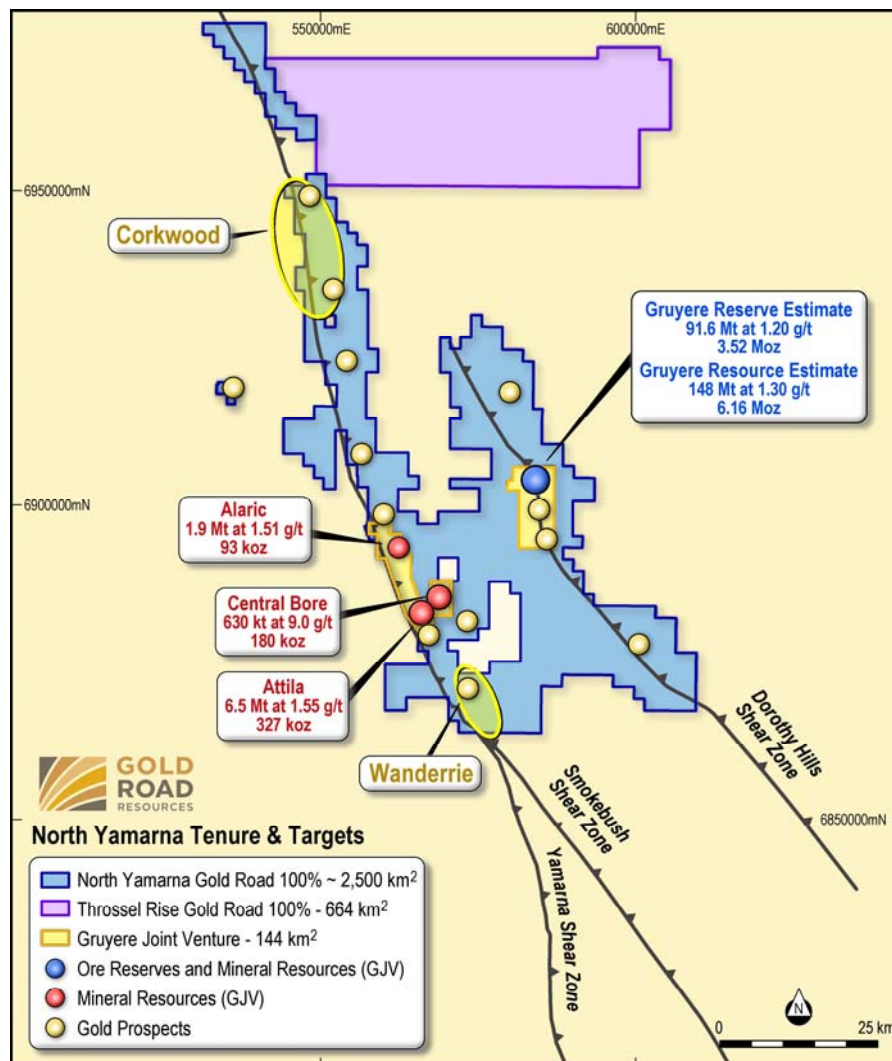 550000mE
600000mE
6950000mN
Corkwood
Gruyere Reserve Estimate
91.6 Mt at 1.20 g/t
3.52 Moz
Gruyere Resource Estimate
148 Mt at 1.30 g/t
6.16 Moz
6900000mN
Alaric
1.9 Mt at 1.51 g/t
93 koz
Central Bore
630 kt at 9.0 g/t
180 koz
Attila
6.5 Mt at 1.55 g/t
327 koz
Wanderrie
Dorothy Hills
Shear Zone
Smokebush
Shear Zone
Yamarna Shear Zone
6850000mN
GOLD
ROAD
RESOURCES
North Yamarna Tenure & Targets
North Yamarna Gold Road 100% ~ 2,500 km²
Throssel Rise Gold Road 100% - 664 km²
Gruyere Joint Venture - 144 km²
Ore Reserves and Mineral Resources (GJV)
Mineral Resources (GJV)
Gold Prospects
N
0
25 km